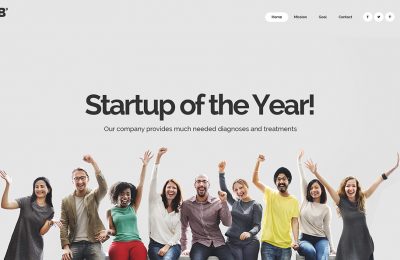 Home Mission Goal Contact
Startup of the Year!
Our company provides much needed diagnoses and treatments